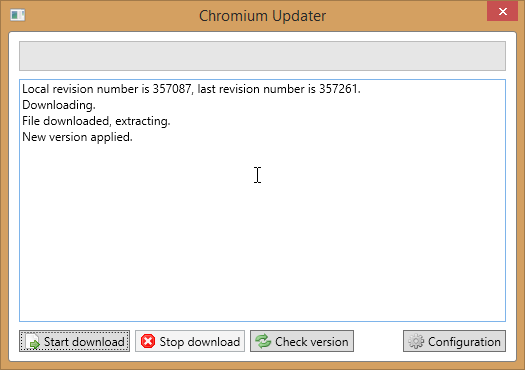 Chromium Updater
Local revision number is 357087, last revision number is 357261.
Downloading.
File downloaded, extracting.
New version applied.
Start download
Stop download
Check version
Configuration